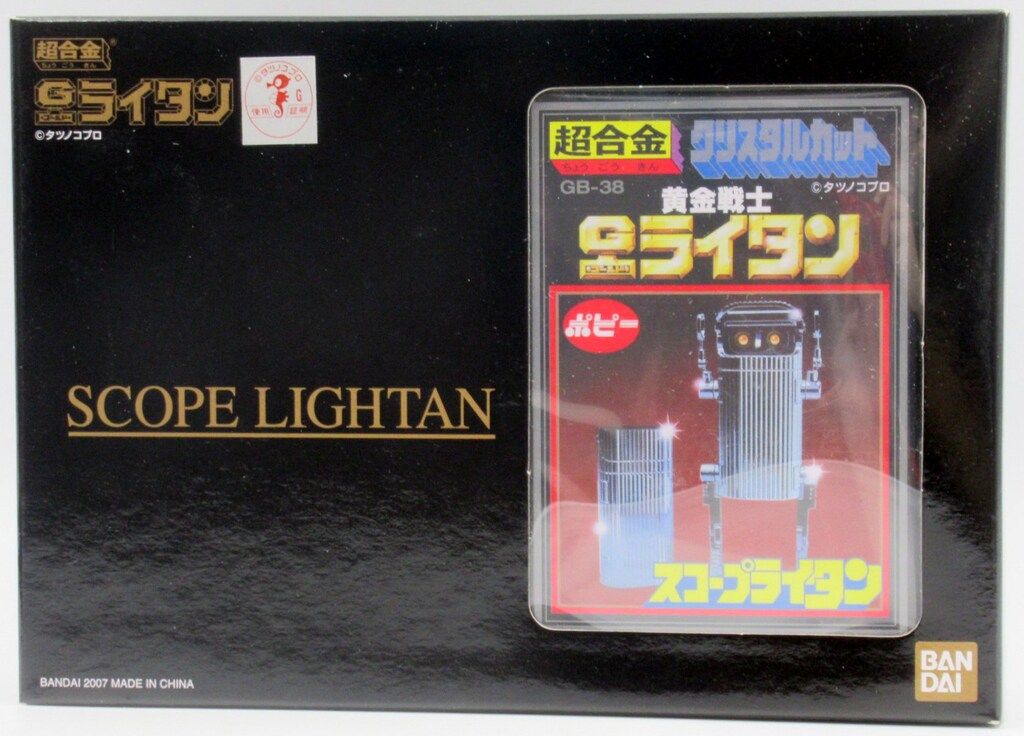 超合金®
ちょう ごう きん
Gライタン
ゴールド
©タツノコプロ
©タツノコプロ
G
使用 証紙
SCOPE LIGHTAN
BANDAI 2007 MADE IN CHINA
超合金
ちょう ごう きん
クリスタルカット
GB-38
©タツノコプロ
黄金戦士
Gライタン
ゴールド
ポピー
スコープライタン
BAN
DAI